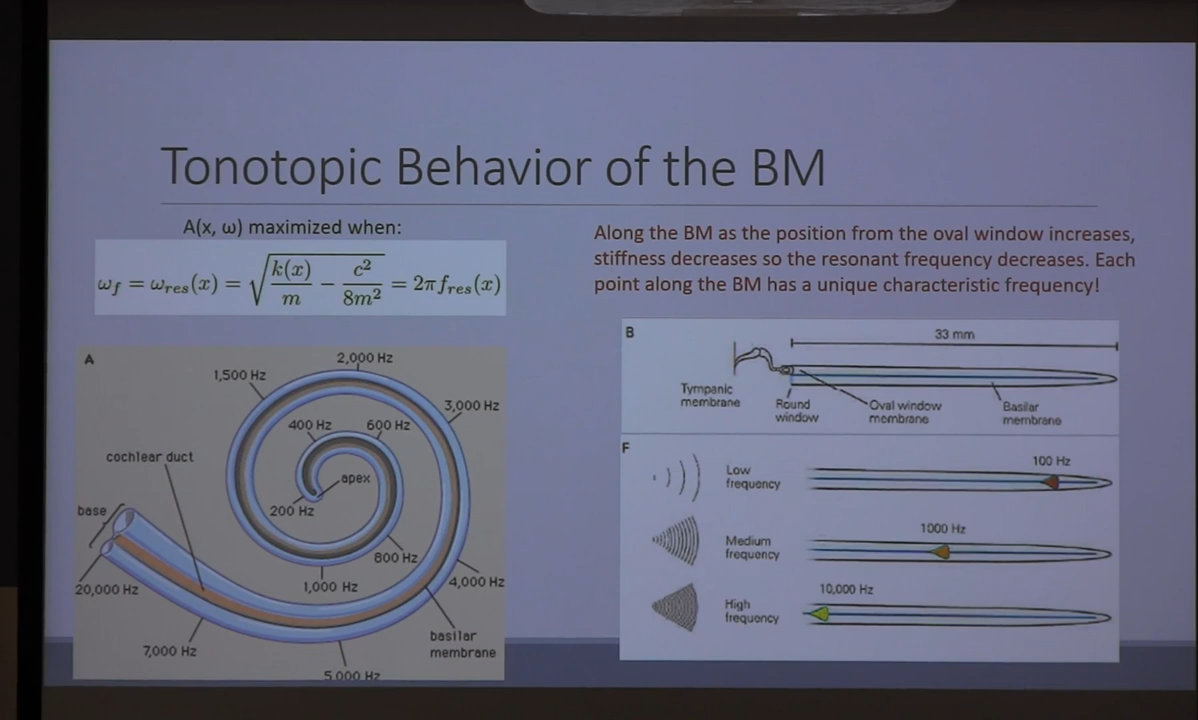 Tonotopic Behavior of the BM
A(x, ω) maximized when:
ω_f = ω_res(x) = √(k(x)/m − c²/8m²) = 2πf_res(x)
Along the BM as the position from the oval window increases,
stiffness decreases so the resonant frequency decreases. Each
point along the BM has a unique characteristic frequency!
A
2,000 Hz
1,500 Hz
3,000 Hz
400 Hz
600 Hz
cochlear duct
apex
200 Hz
base
800 Hz
1,000 Hz
4,000 Hz
20,000 Hz
basilar
membrane
7,000 Hz
5,000 Hz
B
33 mm
Tympanic
membrane
Round
window
Oval window
membrane
Basilar
membrane
F
100 Hz
Low
frequency
1000 Hz
Medium
frequency
10,000 Hz
High
frequency